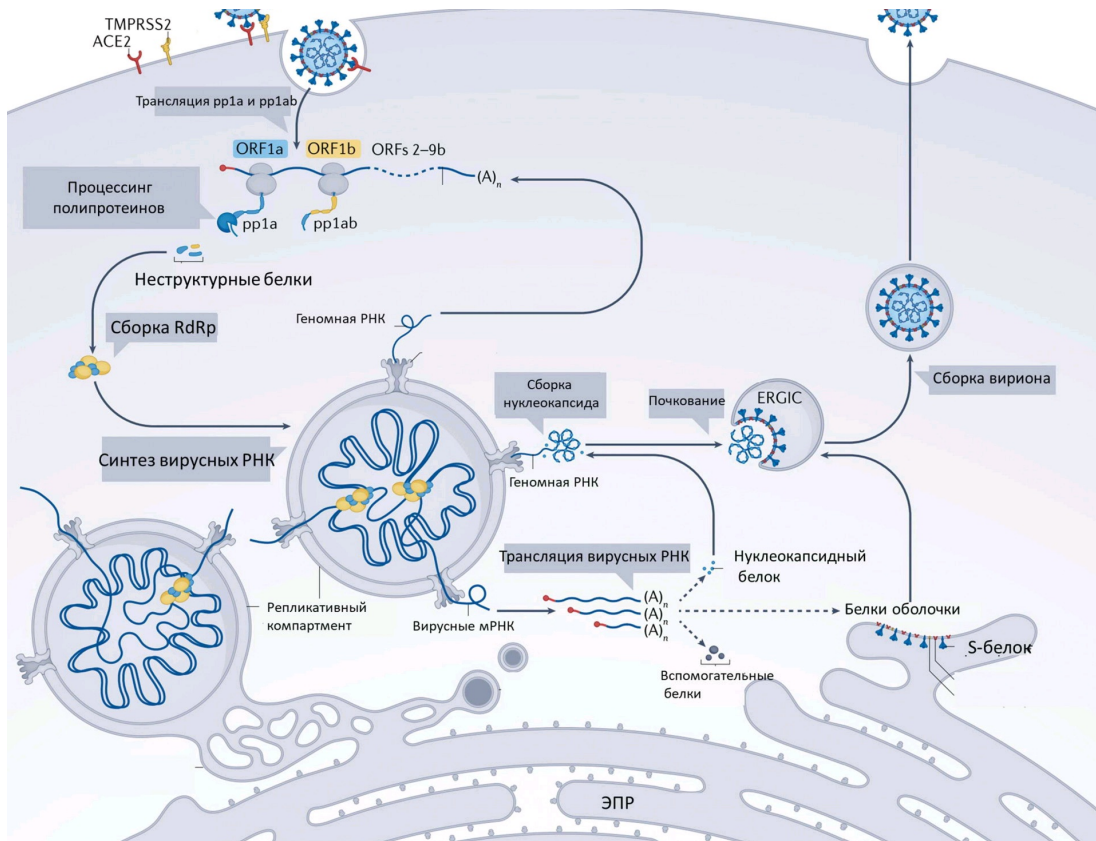 TMPRSS2
ACE2
Трансляция pp1a и pp1ab
ORF1a
ORF1b
ORFs 2–9b
(A)n
Процессинг
полипротеинов
pp1a
pp1ab
Неструктурные белки
Сборка RdRp
Геномная РНК
Сборка
нуклеокапсида
Почкование
ERGIC
Сборка вириона
Синтез вирусных РНК
Геномная РНК
Трансляция вирусных РНК
Нуклеокапсидный
белок
Репликативный
компартмент
Вирусные мРНК
(A)n
(A)n
(A)n
Белки оболочки
S-белок
Вспомогательные
белки
ЭПР